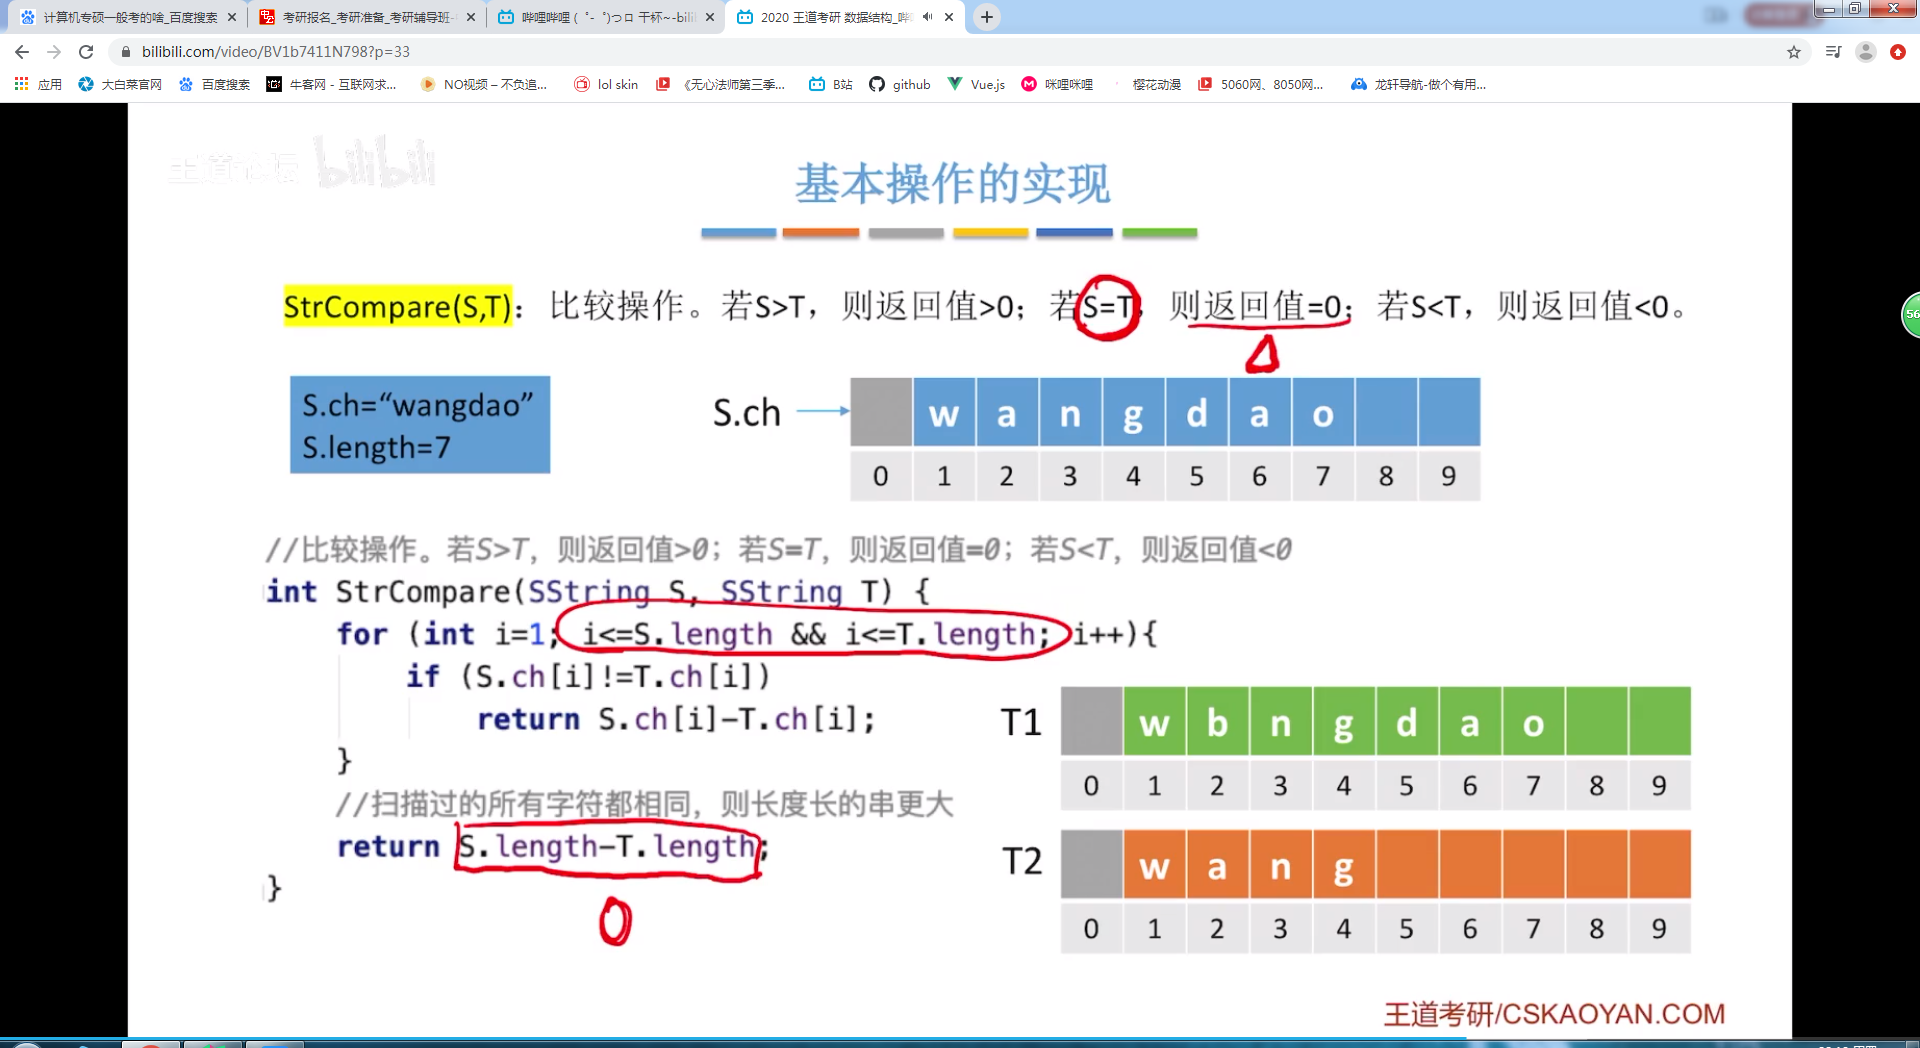 计算机专硕一般考的啥_百度搜索
考研报名_考研准备_考研辅导班-
哔哩哔哩 ( ゜- ゜)つロ 干杯~-bili
2020 王道考研 数据结构_哔
bilibili.com/video/BV1b7411N798?p=33
应用
大白菜官网
百度搜索
牛客网 - 互联网求...
NO视频 – 不负追...
lol skin
《无心法师第三季...
B站
github
Vue.js
咪哩咪哩
樱花动漫
5060网、8050网...
龙轩导航-做个有用...
王道论坛 bilibili
基本操作的实现
StrCompare(S,T)：比较操作。若S>T，则返回值>0；若S=T，则返回值=0；若S<T，则返回值<0。
56
S.ch=“wangdao”
S.length=7
S.ch
w a n g d a o
0 1 2 3 4 5 6 7 8 9
//比较操作。若S>T，则返回值>0；若S=T，则返回值=0；若S<T，则返回值<0
int StrCompare(SString S, SString T) {
for (int i=1; i<=S.length && i<=T.length; i++){
if (S.ch[i]!=T.ch[i])
return S.ch[i]-T.ch[i];
}
//扫描过的所有字符都相同，则长度长的串更大
return S.length-T.length;
}
0
T1
w b n g d a o
0 1 2 3 4 5 6 7 8 9
T2
w a n g
0 1 2 3 4 5 6 7 8 9
王道考研/CSKAOYAN.COM